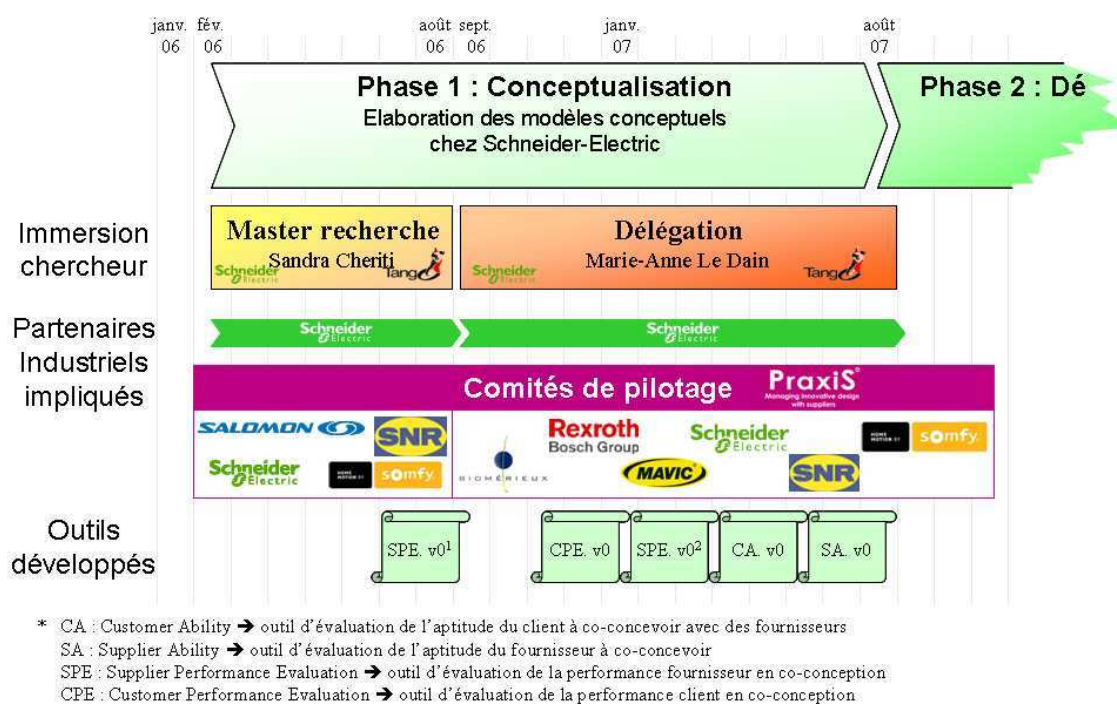 janv. fév. août sept. janv. août
06 06 06 06 07 07
Phase 1 : Conceptualisation
Elaboration des modèles conceptuels
chez Schneider-Electric
Phase 2 : Dé
Immersion
chercheur
Master recherche
Sandra Cheriti
Schneider
Electric
Tango
Délégation
Marie-Anne Le Dain
Schneider
Electric
Tango
Partenaires
Industriels
impliqués
Schneider
Electric
Schneider
Electric
Comités de pilotage
PraxiS®
Managing innovative design
with suppliers
SALOMON
SNR
Schneider
Electric
HOME
MOTION BY
somfy.
BIOMÉRIEUX
Rexroth
Bosch Group
MAVIC
Schneider
Electric
SNR
HOME
MOTION BY
somfy.
Outils
développés
SPE. v0¹
CPE. v0
SPE. v0²
CA. v0
SA. v0
* CA : Customer Ability ➔ outil d’évaluation de l’aptitude du client à co-concevoir avec des fournisseurs
SA : Supplier Ability ➔ outil d’évaluation de l’aptitude du fournisseur à co-concevoir
SPE : Supplier Performance Evaluation ➔ outil d’évaluation de la performance fournisseur en co-conception
CPE : Customer Performance Evaluation ➔ outil d’évaluation de la performance client en co-conception